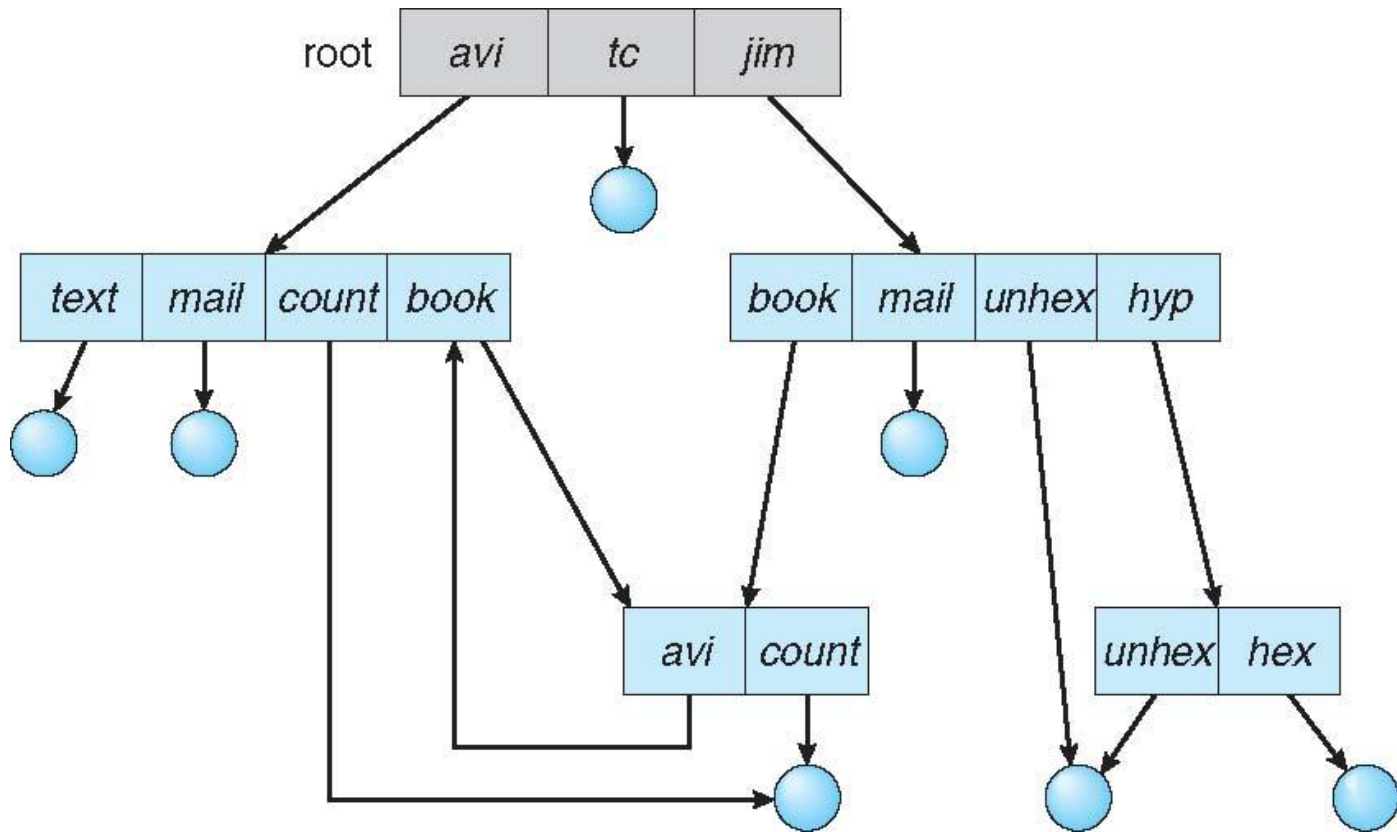 root avi tc jim
text mail count book
book mail unhex hyp
avi count
unhex hex